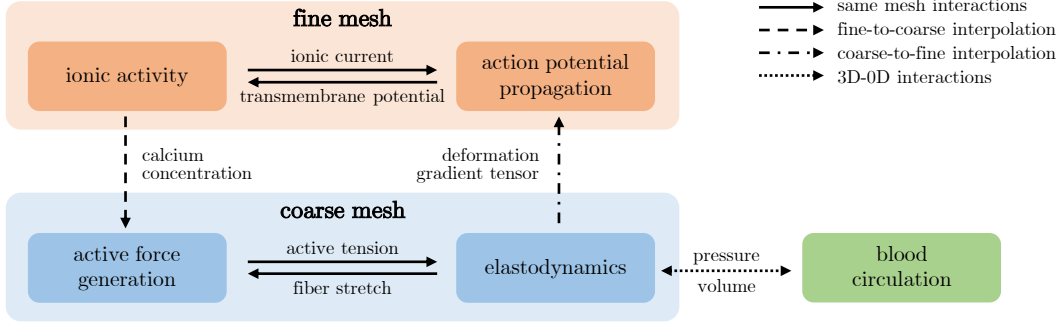 fine mesh
ionic activity
ionic current
transmembrane potential
action potential
propagation
same mesh interactions
fine-to-coarse interpolation
coarse-to-fine interpolation
3D-0D interactions
calcium
concentration
deformation
gradient tensor
coarse mesh
active force
generation
active tension
fiber stretch
elastodynamics
pressure
volume
blood
circulation